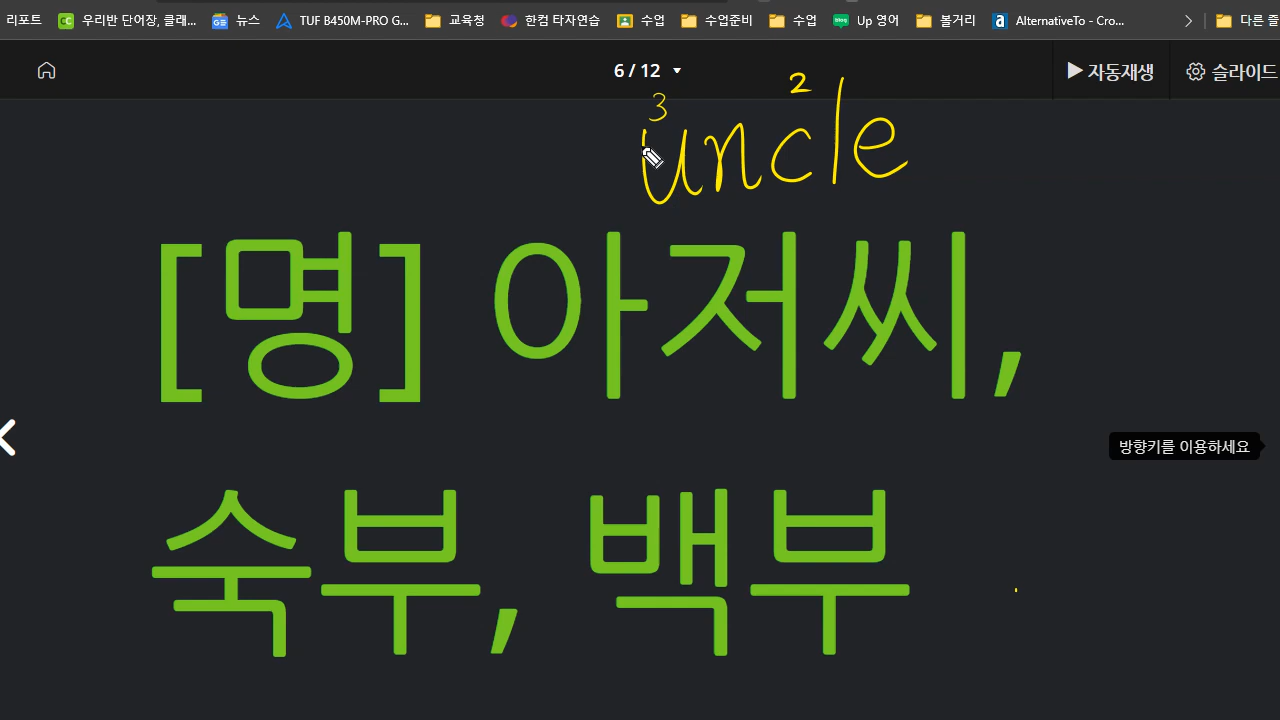 리포트 우리반 단어장, 클래... 뉴스 TUF B450M-PRO G... 교육청 한컴 타자연습 수업 수업준비 수업 Up 영어 볼거리 AlternativeTo - Cro... 다른 즐
6 / 12 자동재생 슬라이드
3 2
uncle
[명] 아저씨,
방향키를 이용하세요
숙부, 백부